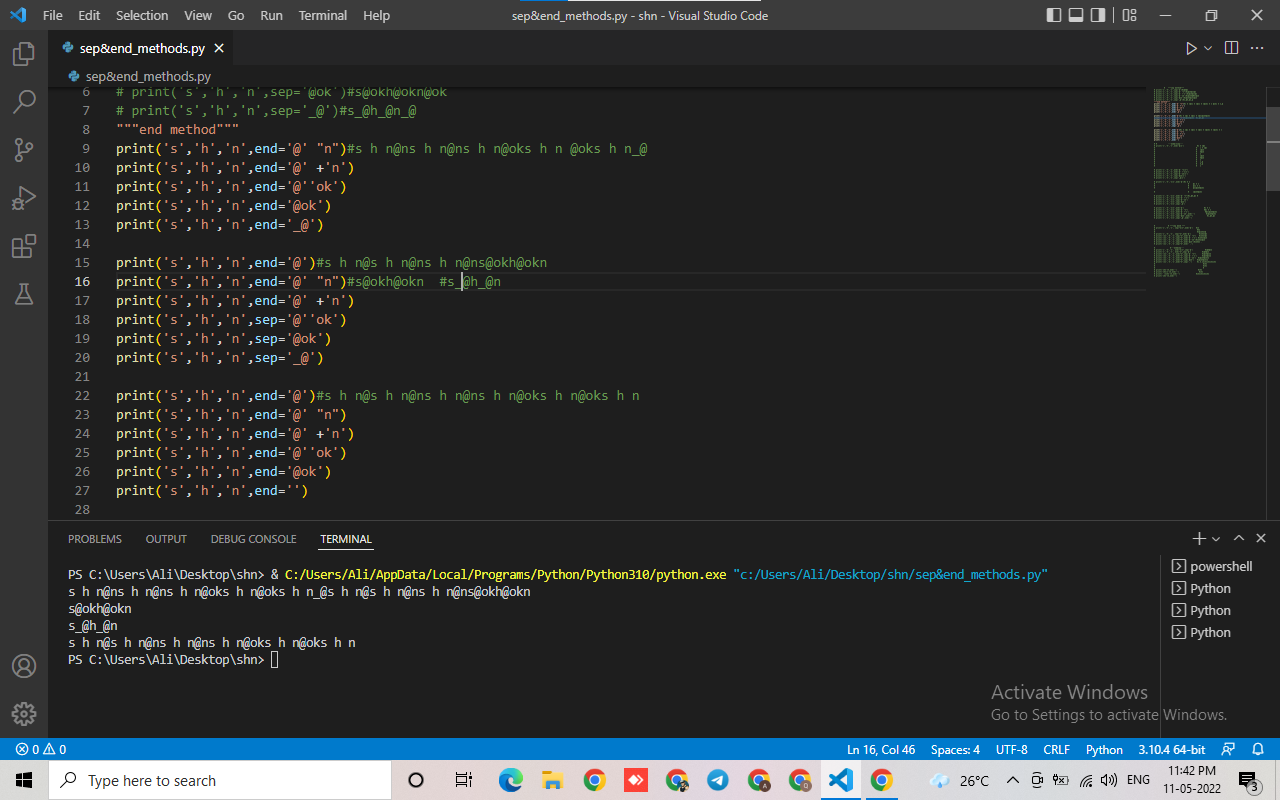 File Edit Selection View Go Run Terminal Help sep&end_methods.py - shn - Visual Studio Code
sep&end_methods.py
sep&end_methods.py
6 # print('s','h','n',sep='@ok')#s@okh@okn@ok
7 # print('s','h','n',sep='_@')#s_@h_@n_@
8 """end method"""
9 print('s','h','n',end='@' "n")#s h n@ns h n@ns h n@oks h n @oks h n_@
10 print('s','h','n',end='@' +'n')
11 print('s','h','n',end='@''ok')
12 print('s','h','n',end='@ok')
13 print('s','h','n',end='_@')
14
15 print('s','h','n',end='@')#s h n@s h n@ns h n@ns@okh@okn
16 print('s','h','n',end='@' "n")#s@okh@okn  #s_@h_@n
17 print('s','h','n',end='@' +'n')
18 print('s','h','n',sep='@''ok')
19 print('s','h','n',sep='@ok')
20 print('s','h','n',sep='_@')
21
22 print('s','h','n',end='@')#s h n@s h n@ns h n@ns h n@oks h n@oks h n
23 print('s','h','n',end='@' "n")
24 print('s','h','n',end='@' +'n')
25 print('s','h','n',end='@''ok')
26 print('s','h','n',end='@ok')
27 print('s','h','n',end='')
28
PROBLEMS OUTPUT DEBUG CONSOLE TERMINAL
PS C:\Users\Ali\Desktop\shn> & C:/Users/Ali/AppData/Local/Programs/Python/Python310/python.exe "c:/Users/Ali/Desktop/shn/sep&end_methods.py"
s h n@ns h n@ns h n@oks h n@oks h n_@s h n@s h n@ns h n@ns@okh@okn
s@okh@okn
s_@h_@n
s h n@s h n@ns h n@ns h n@oks h n@oks h n
PS C:\Users\Ali\Desktop\shn>
powershell
Python
Python
Python
Activate Windows
Go to Settings to activate Windows.
0 0 Ln 16, Col 46 Spaces: 4 UTF-8 CRLF Python 3.10.4 64-bit
Type here to search 26°C ENG 11:42 PM
11-05-2022 3